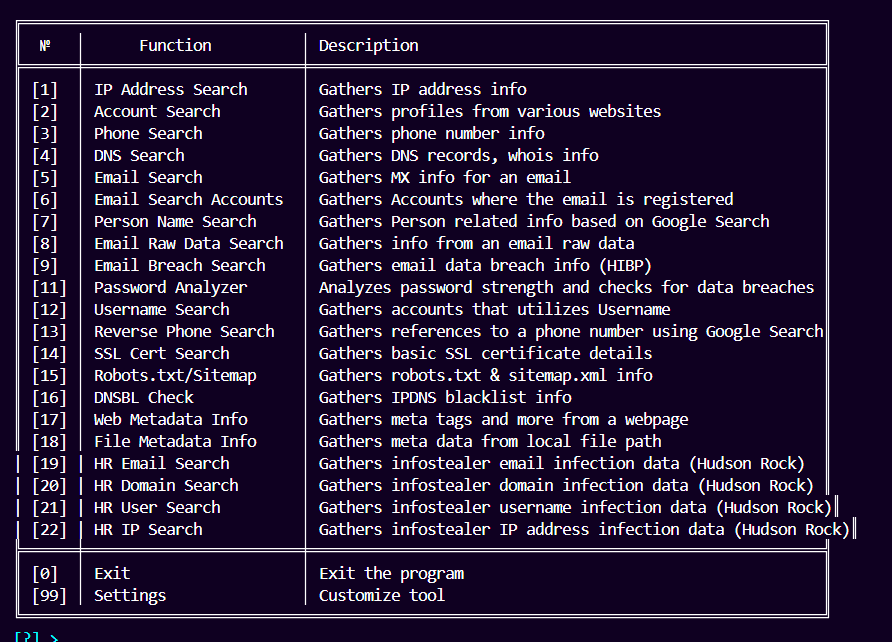 № Function Description
[1] IP Address Search Gathers IP address info
[2] Account Search Gathers profiles from various websites
[3] Phone Search Gathers phone number info
[4] DNS Search Gathers DNS records, whois info
[5] Email Search Gathers MX info for an email
[6] Email Search Accounts Gathers Accounts where the email is registered
[7] Person Name Search Gathers Person related info based on Google Search
[8] Email Raw Data Search Gathers info from an email raw data
[9] Email Breach Search Gathers email data breach info (HIBP)
[11] Password Analyzer Analyzes password strength and checks for data breaches
[12] Username Search Gathers accounts that utilizes Username
[13] Reverse Phone Search Gathers references to a phone number using Google Search
[14] SSL Cert Search Gathers basic SSL certificate details
[15] Robots.txt/Sitemap Gathers robots.txt & sitemap.xml info
[16] DNSBL Check Gathers IPDNS blacklist info
[17] Web Metadata Info Gathers meta tags and more from a webpage
[18] File Metadata Info Gathers meta data from local file path
[19] HR Email Search Gathers infostealer email infection data (Hudson Rock)
[20] HR Domain Search Gathers infostealer domain infection data (Hudson Rock)
[21] HR User Search Gathers infostealer username infection data (Hudson Rock)
[22] HR IP Search Gathers infostealer IP address infection data (Hudson Rock)
[0] Exit Exit the program
[99] Settings Customize tool
[?] >